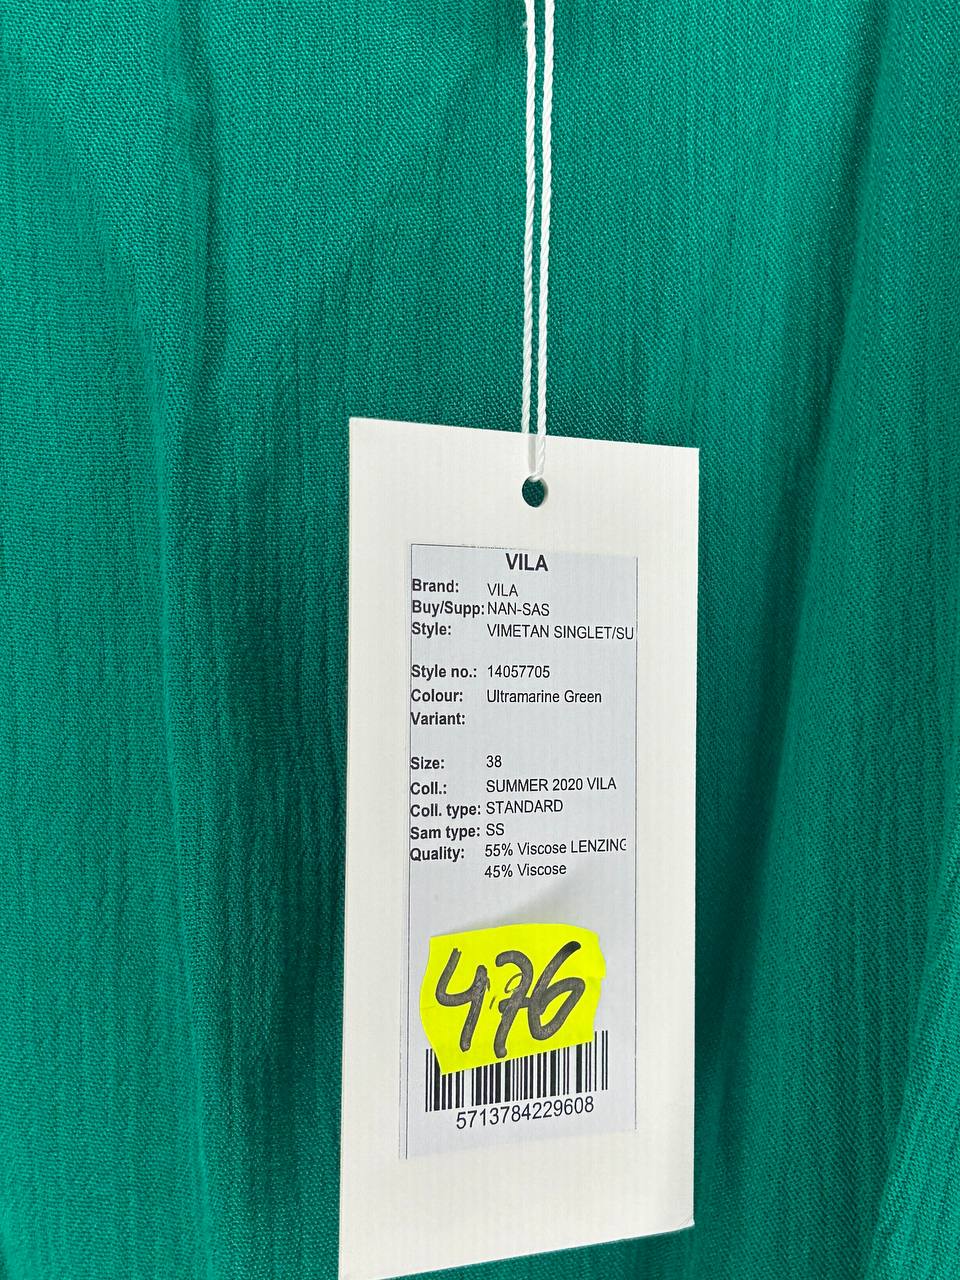 VILA
Brand: VILA
Buy/Supp: NAN-SAS
Style: VIMETAN SINGLET/SU
Style no.: 14057705
Colour: Ultramarine Green
Variant:
Size: 38
Coll.: SUMMER 2020 VILA
Coll. type: STANDARD
Sam type: SS
Quality: 55% Viscose LENZING
45% Viscose
476
5713784229608